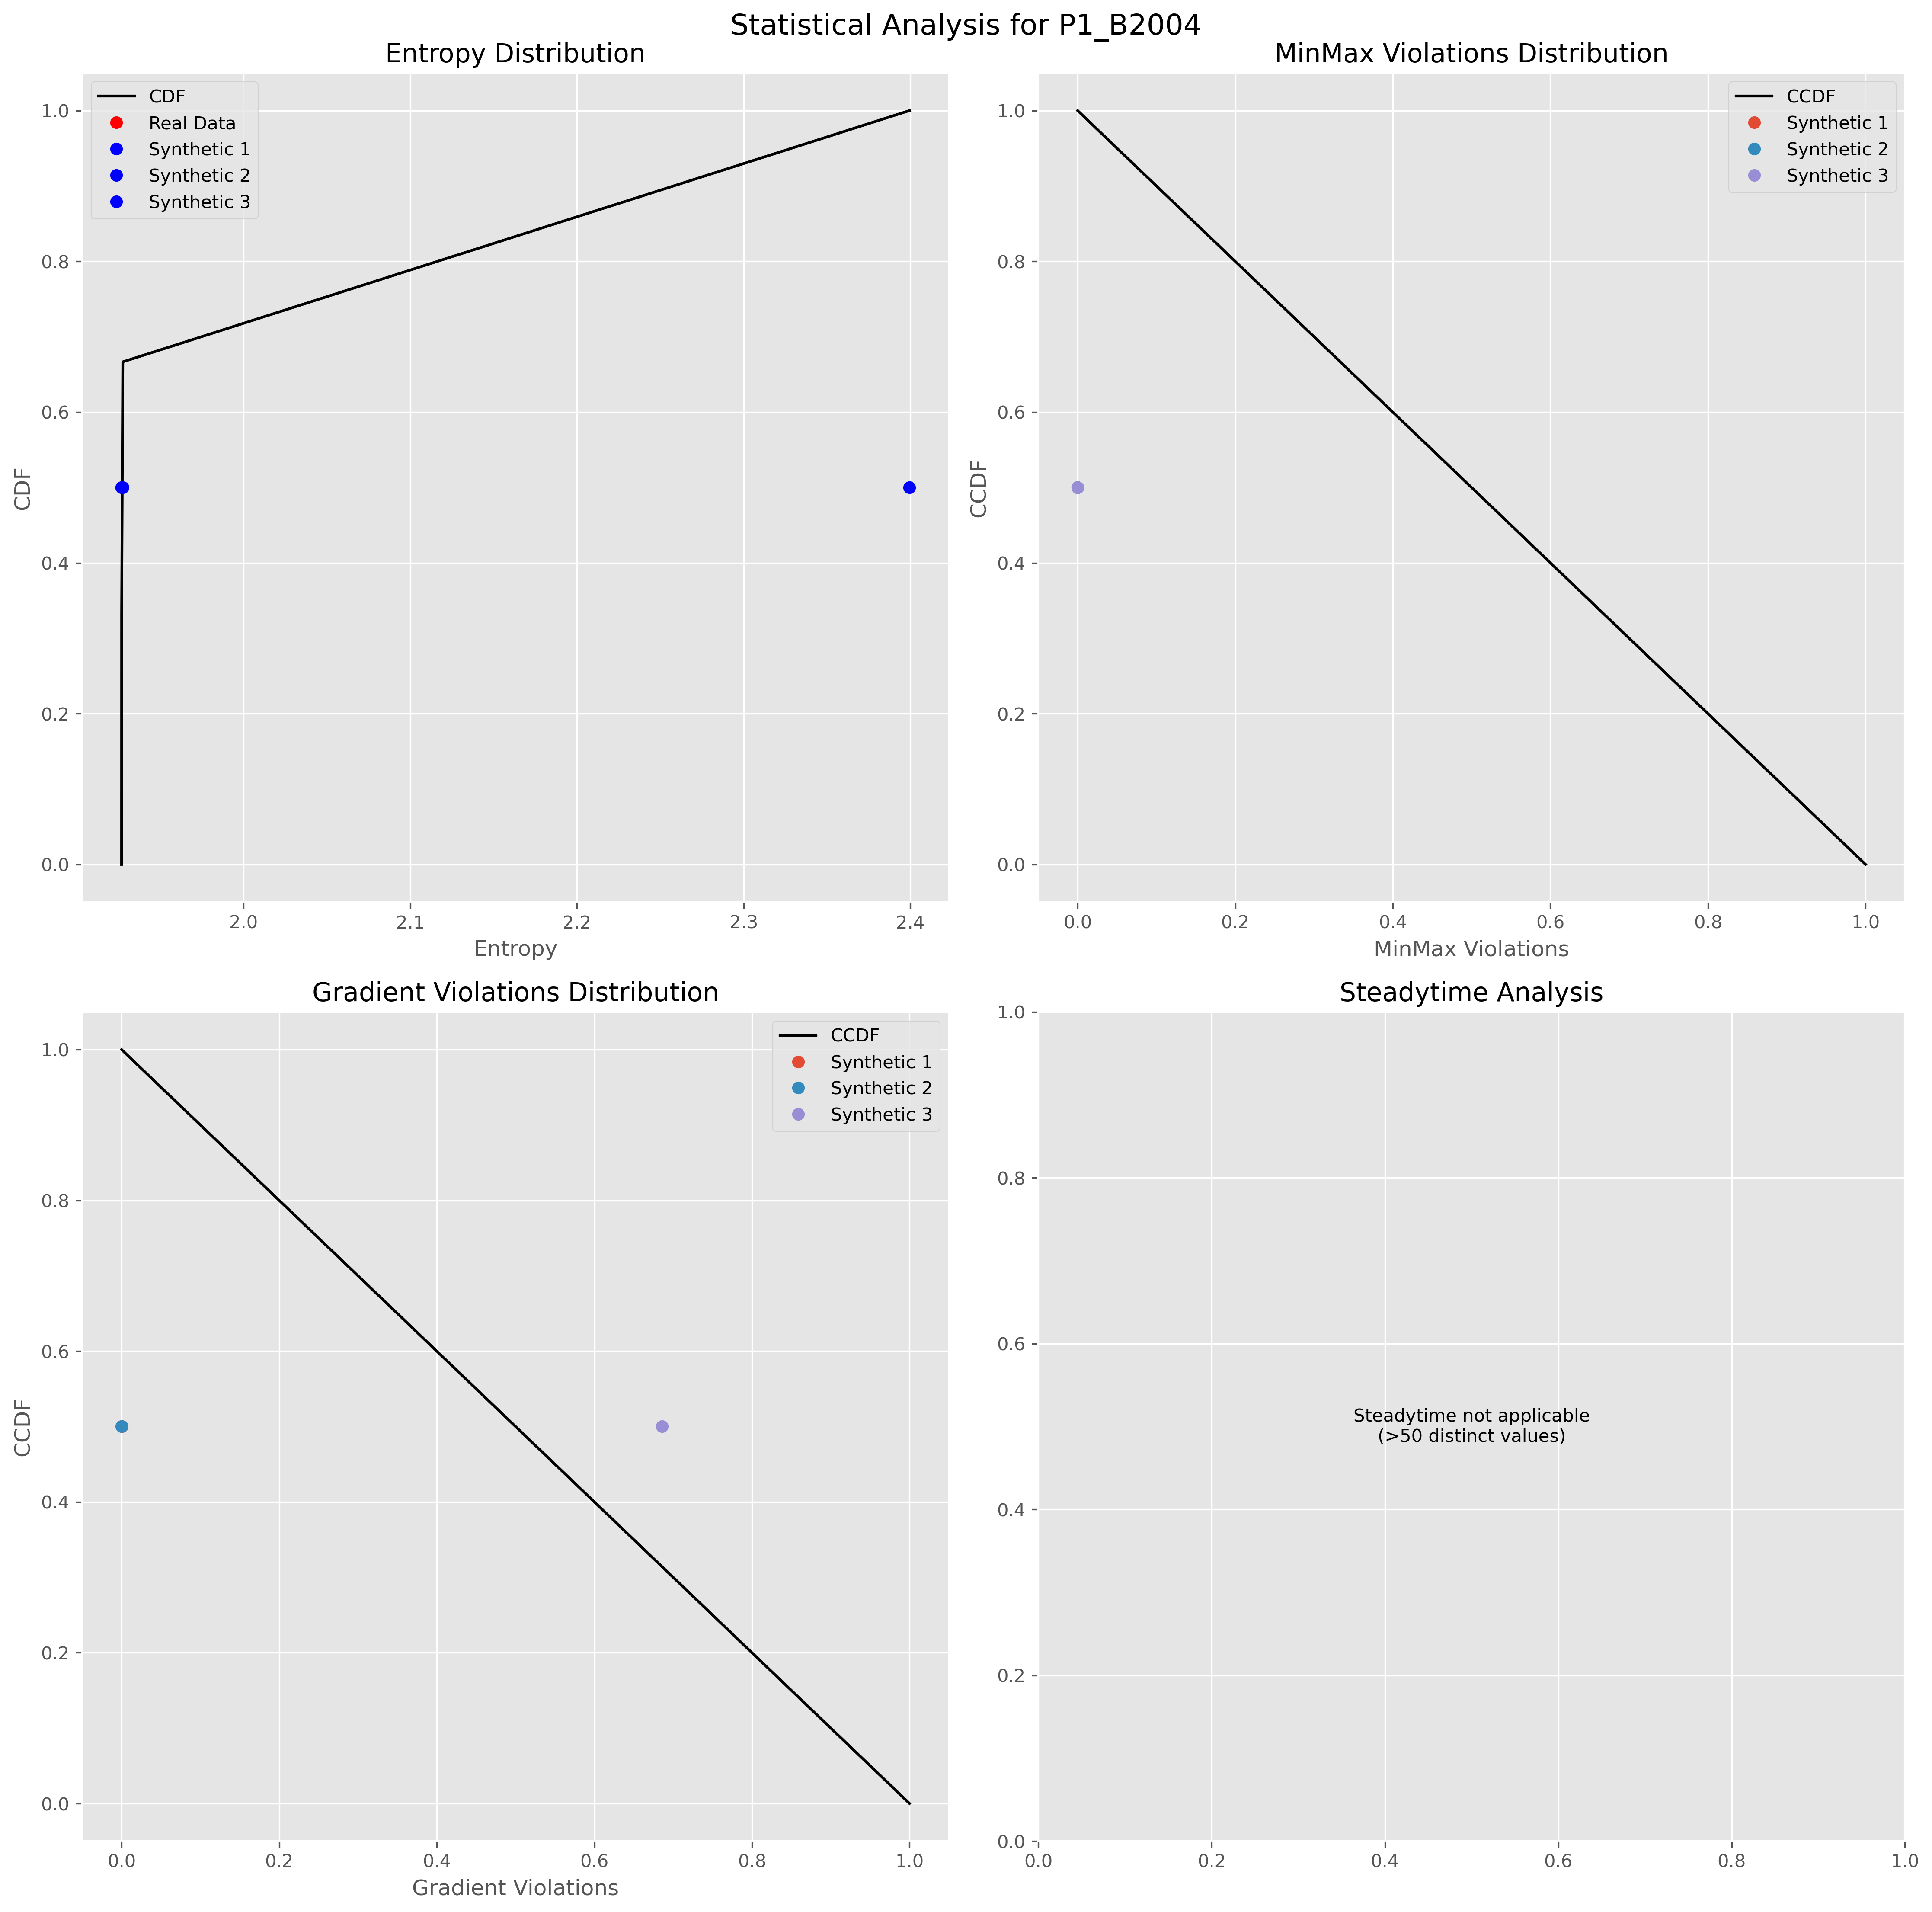 Statistical Analysis for P1_B2004
Entropy Distribution
CDF
Real Data
Synthetic 1
Synthetic 2
Synthetic 3
1.0
0.8
0.6
0.4
0.2
0.0
CDF
2.0 2.1 2.2 2.3 2.4
Entropy
MinMax Violations Distribution
CCDF
Synthetic 1
Synthetic 2
Synthetic 3
1.0
0.8
0.6
0.4
0.2
0.0
CCDF
0.0 0.2 0.4 0.6 0.8 1.0
MinMax Violations
Gradient Violations Distribution
CCDF
Synthetic 1
Synthetic 2
Synthetic 3
1.0
0.8
0.6
0.4
0.2
0.0
CCDF
0.0 0.2 0.4 0.6 0.8 1.0
Gradient Violations
Steadytime Analysis
1.0
0.8
0.6
0.4
0.2
0.0
Steadytime not applicable
(>50 distinct values)
0.0 0.2 0.4 0.6 0.8 1.0